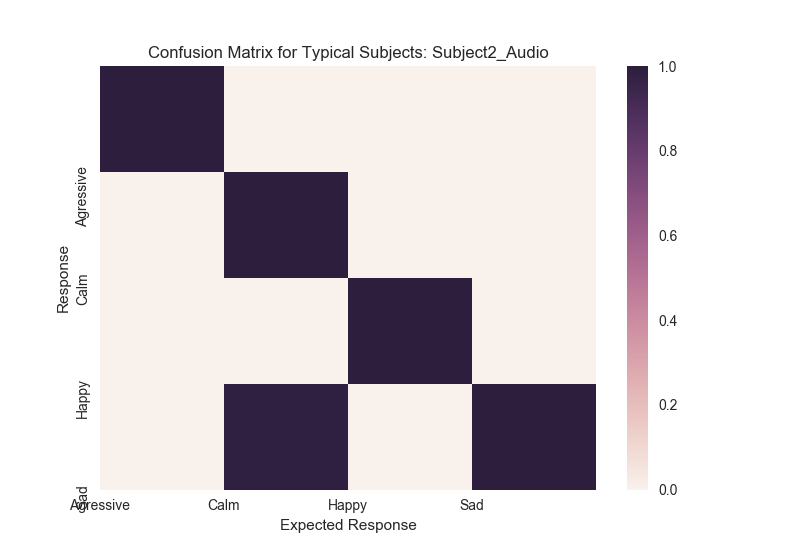 Confusion Matrix for Typical Subjects: Subject2_Audio
1.0
0.8
0.6
0.4
0.2
0.0
Response
Agressive
Calm
Happy
Sad
Agressive Calm Happy Sad
Expected Response